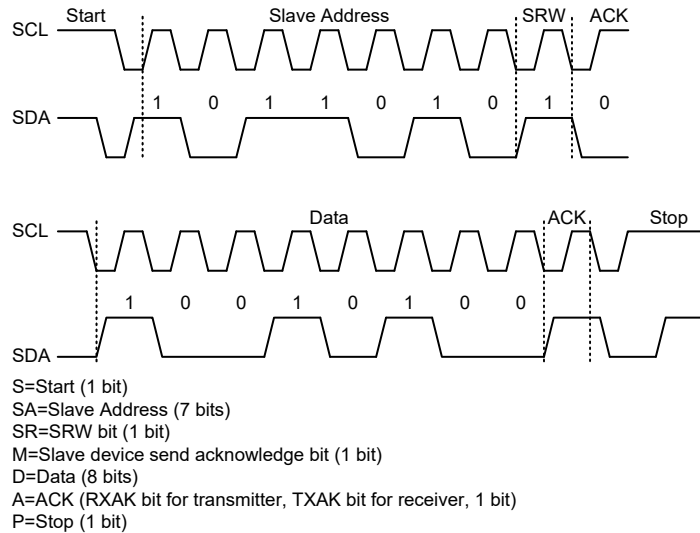 Start Slave Address SRW ACK
SCL
1 0 1 1 0 1 0 1 0
SDA
Data ACK Stop
SCL
1 0 0 1 0 1 0 0
SDA
S=Start (1 bit)
SA=Slave Address (7 bits)
SR=SRW bit (1 bit)
M=Slave device send acknowledge bit (1 bit)
D=Data (8 bits)
A=ACK (RXAK bit for transmitter, TXAK bit for receiver, 1 bit)
P=Stop (1 bit)